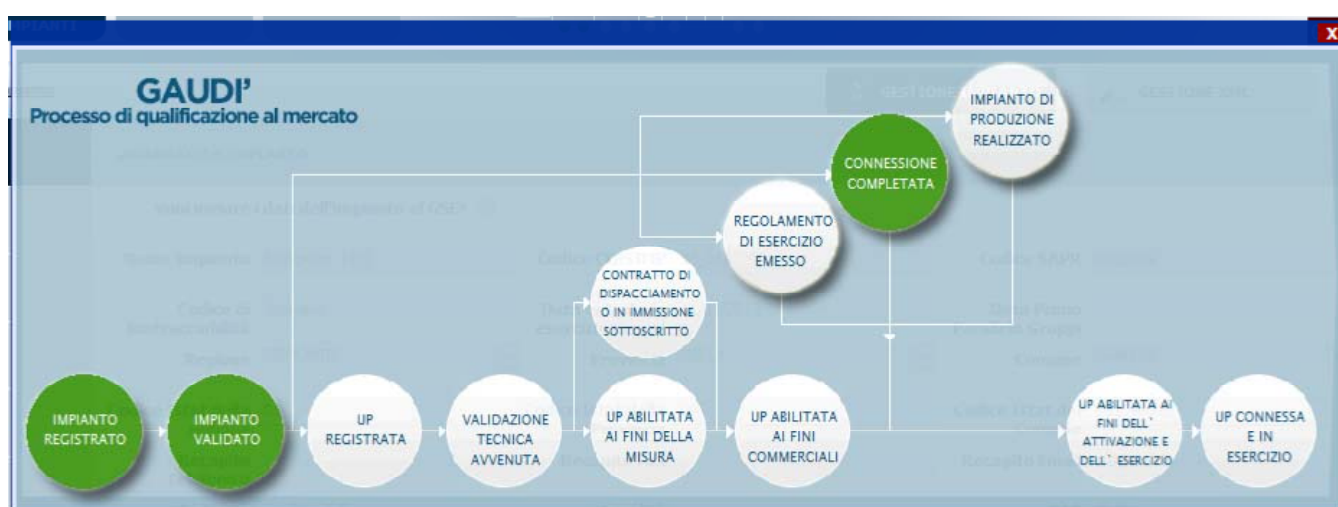 X
GAUDI'
Processo di qualificazione al mercato
IMPIANTO DI
PRODUZIONE
REALIZZATO
CONNESSIONE
COMPLETATA
REGOLAMENTO
DI ESERCIZIO
EMESSO
CONTRATTO DI
DISPACCIAMENTO
O IN IMMISSIONE
SOTTOSCRITTO
IMPIANTO
REGISTRATO
IMPIANTO
VALIDATO
UP
REGISTRATA
VALIDAZIONE
TECNICA
AVVENUTA
UP ABILITATA
AI FINI DELLA
MISURA
UP ABILITATA
AI FINI
COMMERCIALI
UP ABILITATA AI
FINI DELL`
ATTIVAZIONE E
DELL` ESERCIZIO
UP CONNESSA
E IN
ESERCIZIO